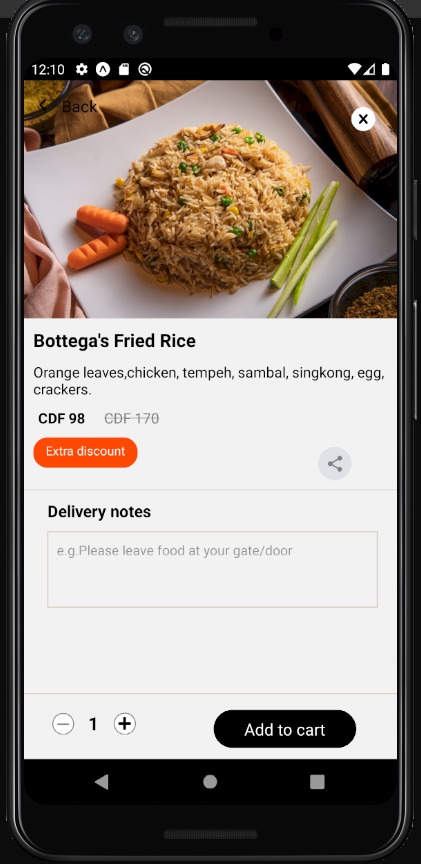 12:10
Back
Bottega's Fried Rice
Orange leaves,chicken, tempeh, sambal, singkong, egg,
crackers.
CDF 98 CDF 170
Extra discount
Delivery notes
e.g.Please leave food at your gate/door
1
Add to cart